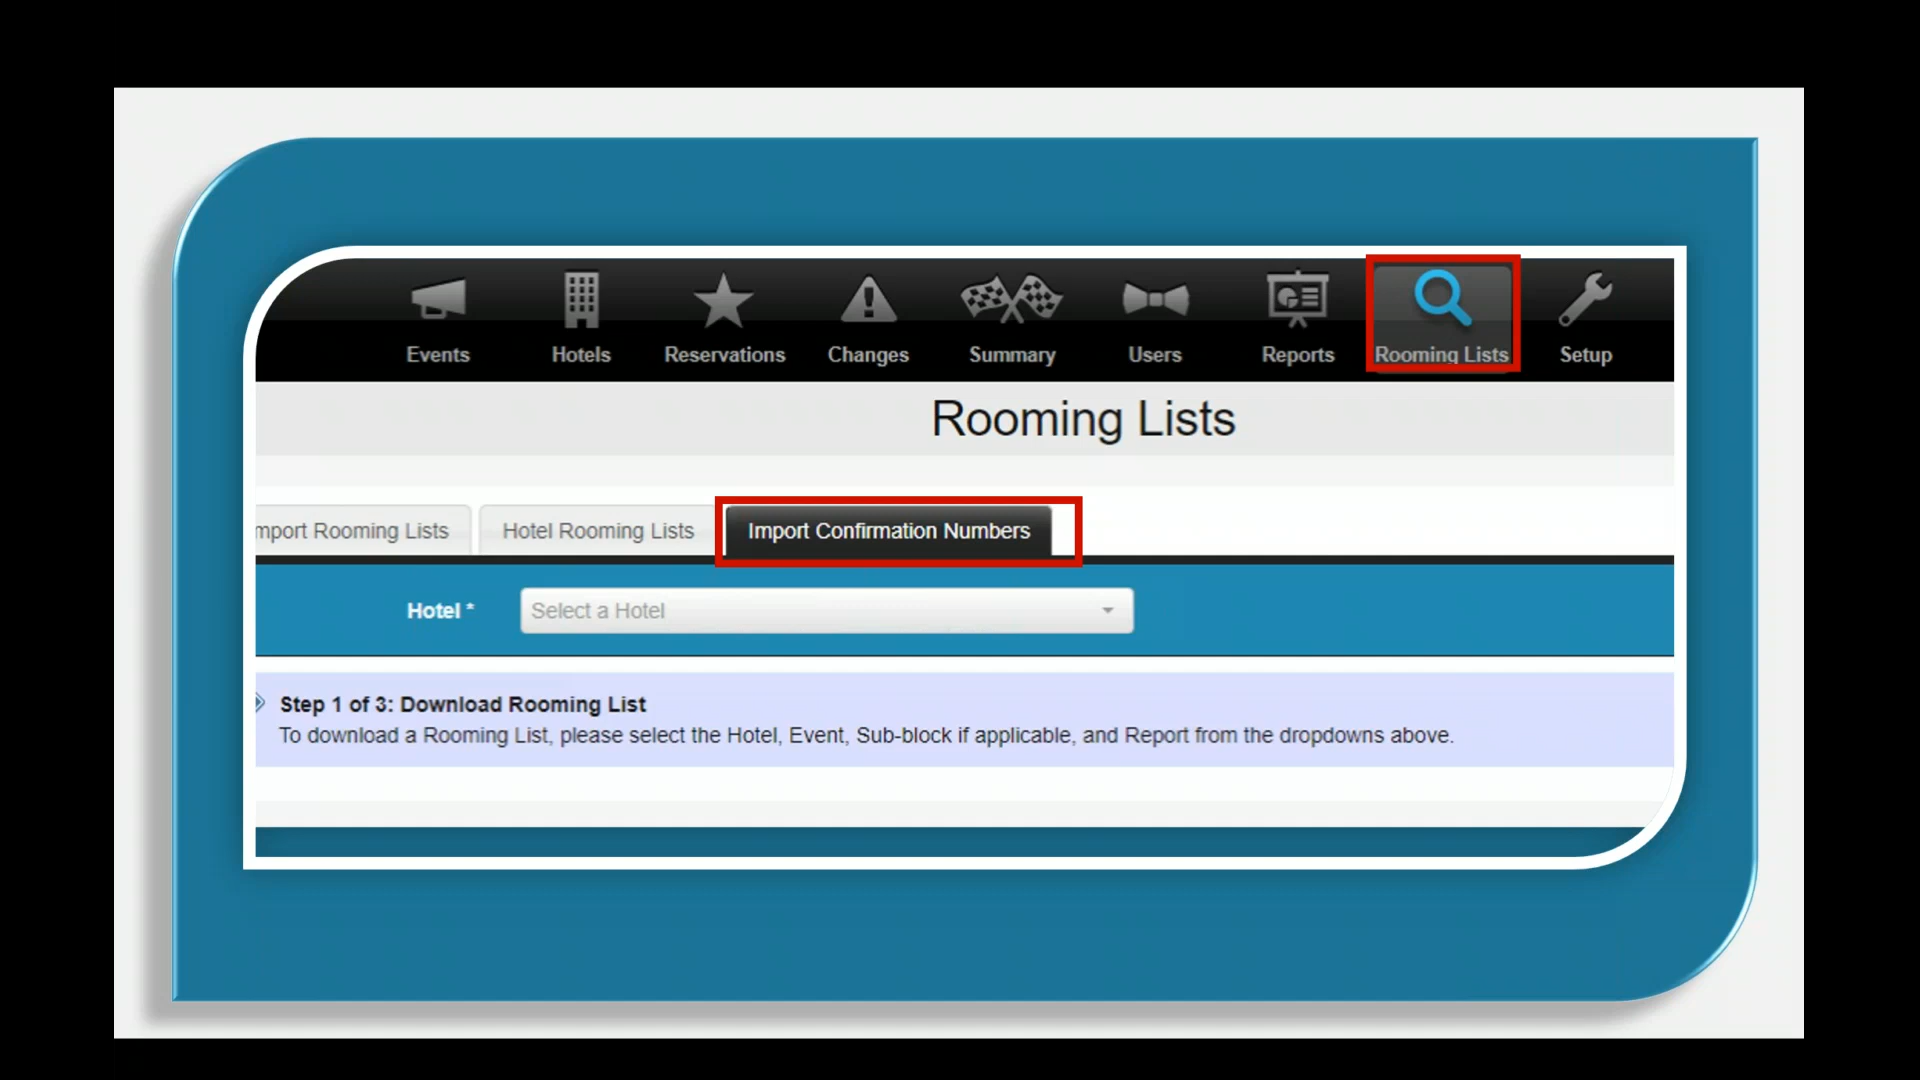 Events Hotels Reservations Changes Summary Users Reports Rooming Lists Setup
Rooming Lists
mport Rooming Lists Hotel Rooming Lists Import Confirmation Numbers
Hotel * Select a Hotel
Step 1 of 3: Download Rooming List
To download a Rooming List, please select the Hotel, Event, Sub-block if applicable, and Report from the dropdowns above.